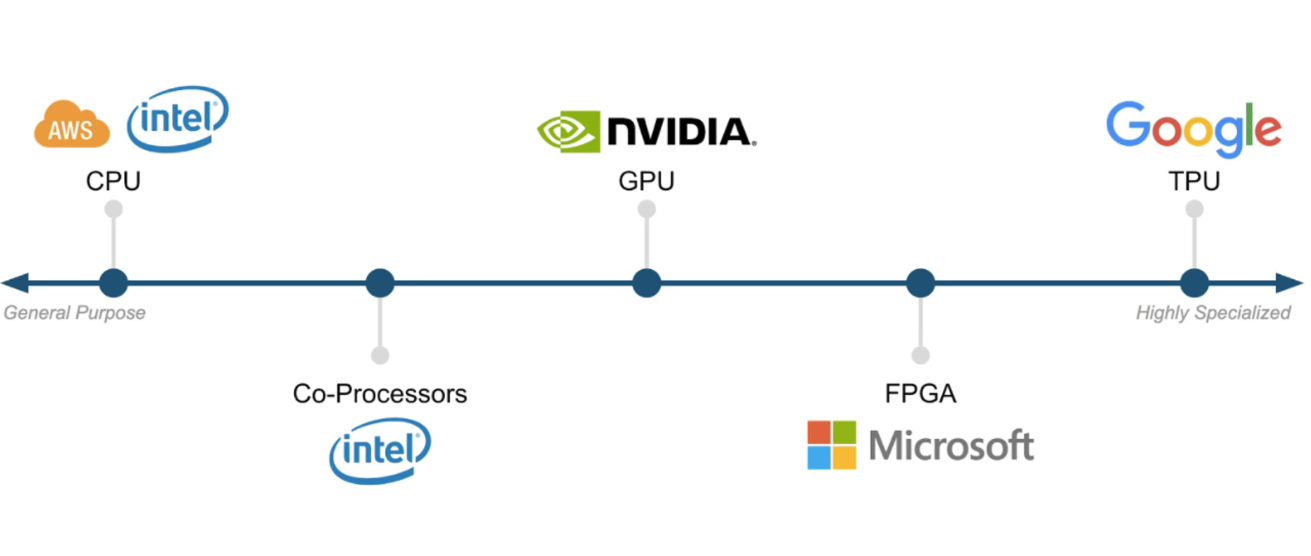 AWS intel
NVIDIA.
Google
CPU
GPU
TPU
General Purpose
Highly Specialized
Co-Processors
FPGA
intel
Microsoft